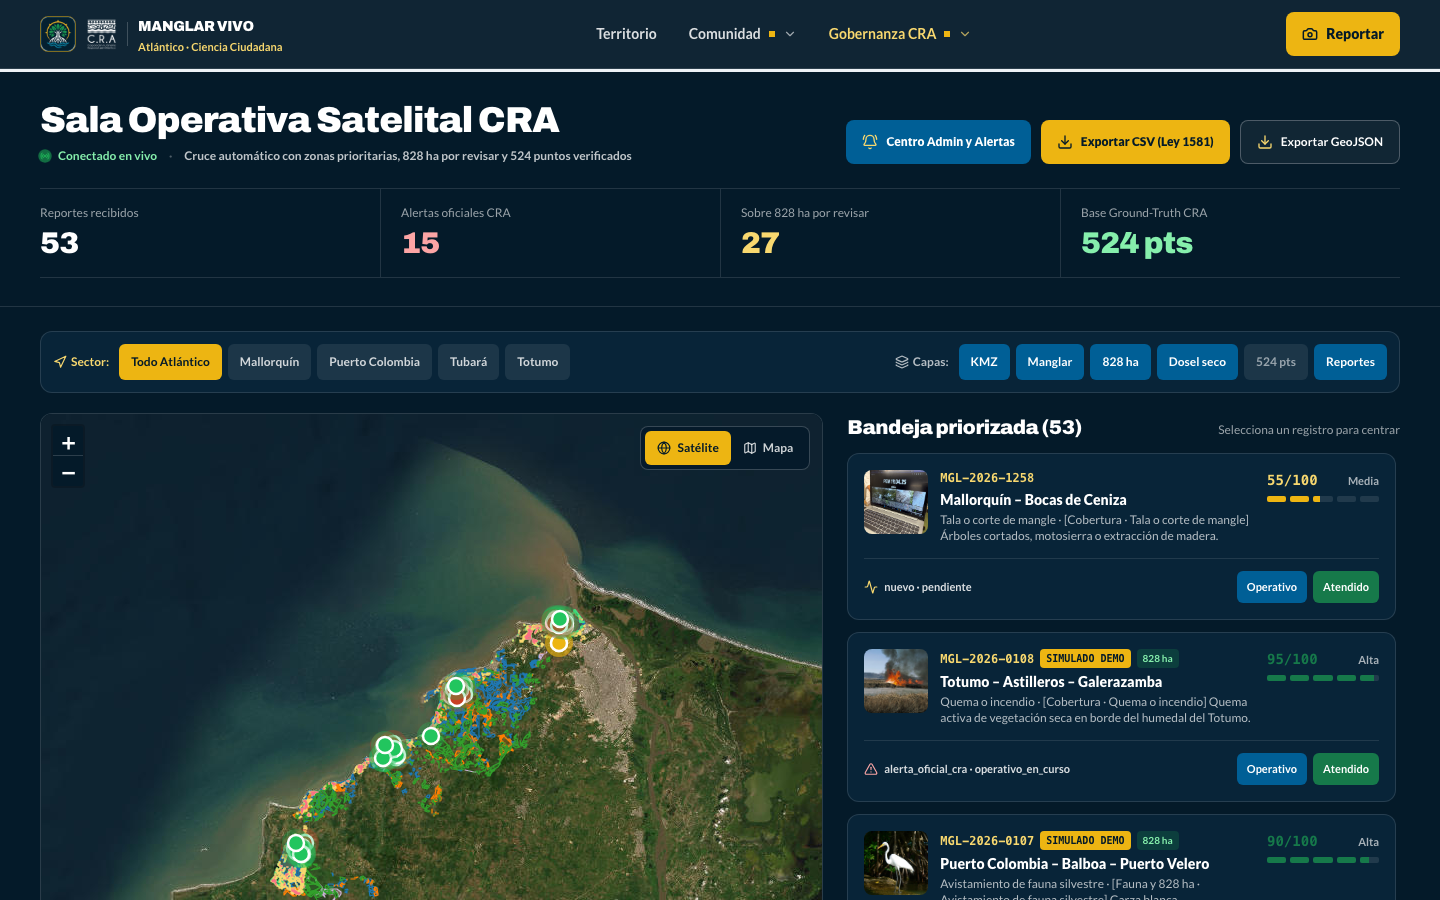 C.R.A
MANGLAR VIVO
Atlántico · Ciencia Ciudadana
Territorio
Comunidad
Gobernanza CRA
Reportar
Sala Operativa Satelital CRA
Conectado en vivo · Cruce automático con zonas prioritarias, 828 ha por revisar y 524 puntos verificados
Centro Admin y Alertas
Exportar CSV (Ley 1581)
Exportar GeoJSON
Reportes recibidos
53
Alertas oficiales CRA
15
Sobre 828 ha por revisar
27
Base Ground-Truth CRA
524 pts
Sector:
Todo Atlántico
Mallorquín
Puerto Colombia
Tubará
Totumo
Capas:
KMZ
Manglar
828 ha
Dosel seco
524 pts
Reportes
+
−
Satélite
Mapa
Bandeja priorizada (53)
Selecciona un registro para centrar
MGL-2026-1258
55/100
Media
Mallorquín – Bocas de Ceniza
Tala o corte de mangle · [Cobertura · Tala o corte de mangle]
Árboles cortados, motosierra o extracción de madera.
nuevo · pendiente
Operativo
Atendido
MGL-2026-0108
SIMULADO DEMO
828 ha
95/100
Alta
Totumo – Astilleros – Galerazamba
Quema o incendio · [Cobertura · Quema o incendio] Quema
activa de vegetación seca en borde del humedal del Totumo.
alerta_oficial_cra · operativo_en_curso
Operativo
Atendido
MGL-2026-0107
SIMULADO DEMO
828 ha
90/100
Alta
Puerto Colombia – Balboa – Puerto Velero
Avistamiento de fauna silvestre · [Fauna y 828 ha ·
Avistamiento de fauna silvestre] Garza blanca